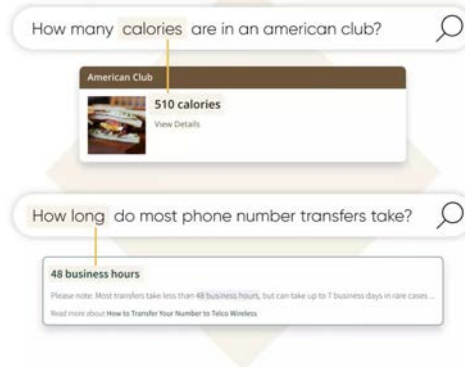 How many calories are in an american club?
American Club
510 calories
View Details
How long do most phone number transfers take?
48 business hours
Please note: Most transfers take less than 48 business hours, but can take up to 7 business days in rare cases ...
Read more about How to Transfer Your Number to Telco Wireless